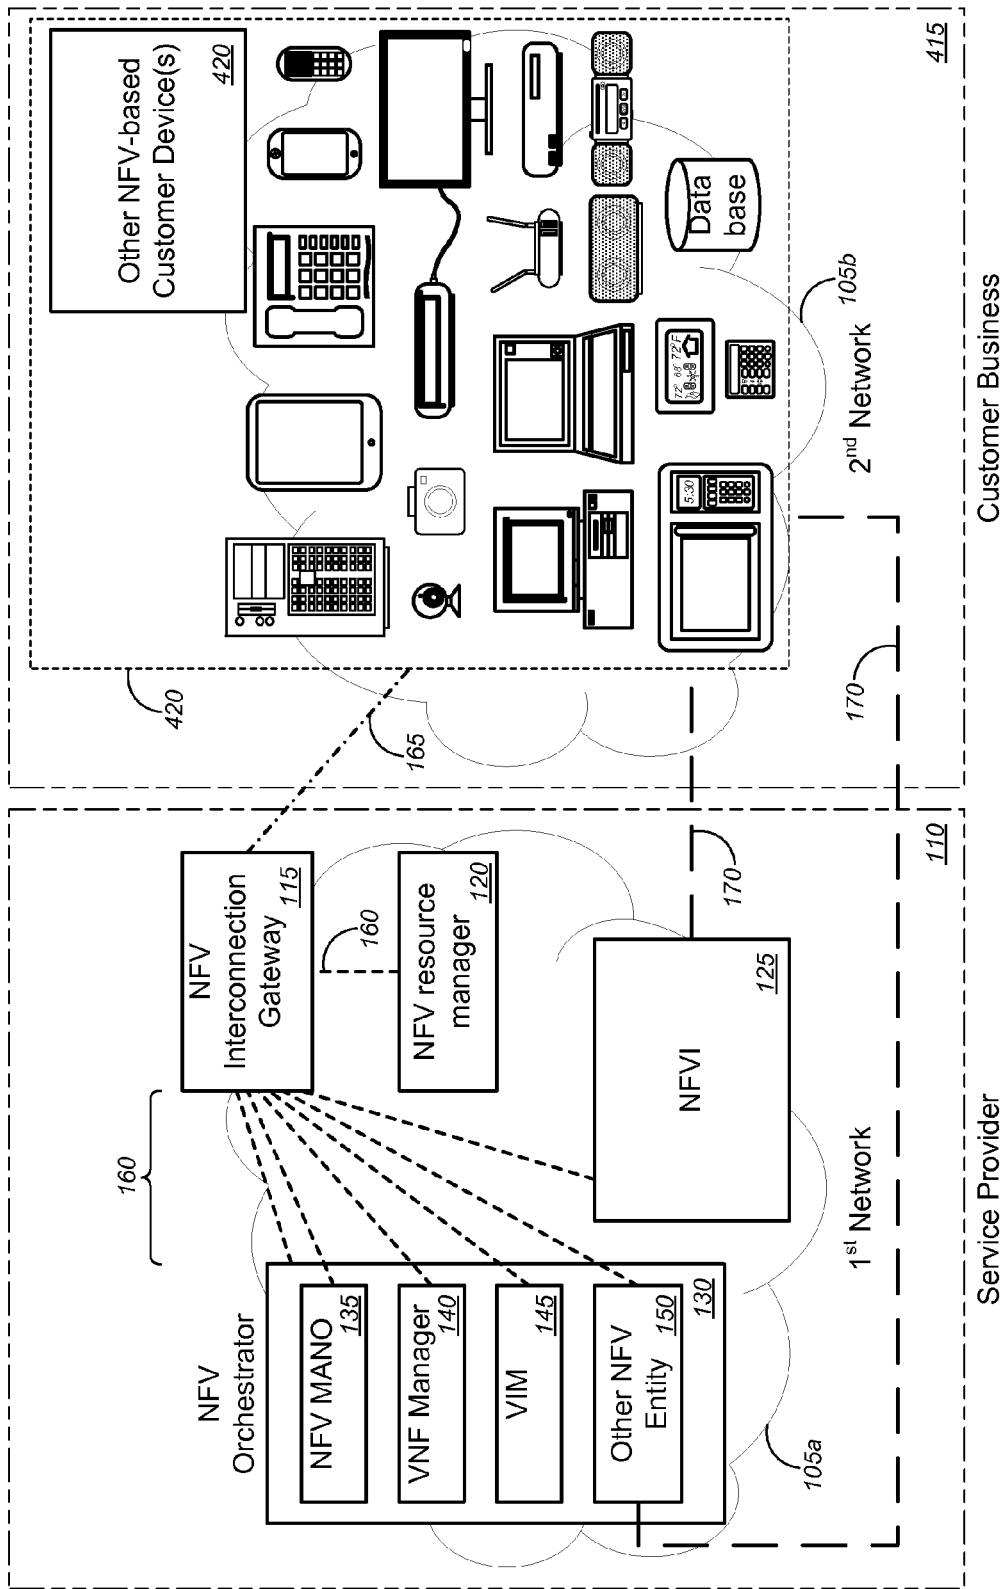 NFV
Orchestrator
NFV MANO
135
VNF Manager
140
VIM
145
Other NFV
Entity
150
130
160
NFV
Interconnection
Gateway
115
160
NFV resource
manager
120
NFVI
125
1st Network
105a
110
Service Provider
165
170
170
420
Other NFV-based
Customer Device(s)
420
5:30
72° 68° 72°F
Data
base
2nd Network
105b
415
Customer Business